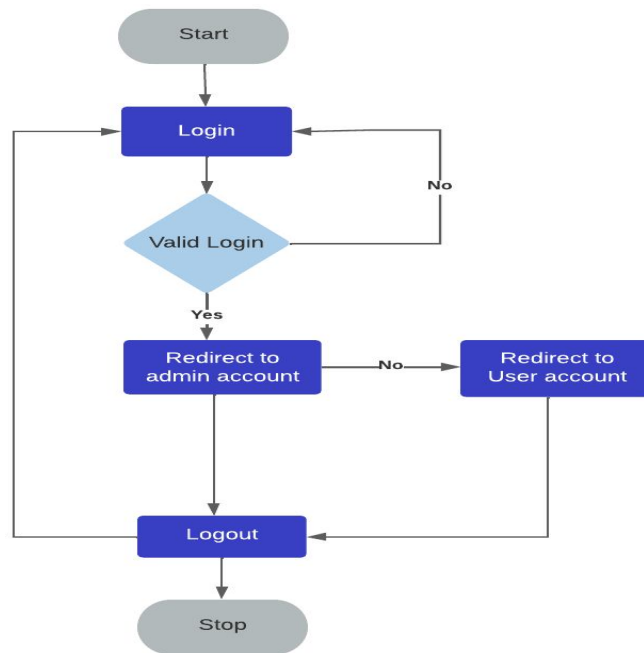 Start
Login
No
Valid Login
Yes
Redirect to
admin account
No
Redirect to
User account
Logout
Stop